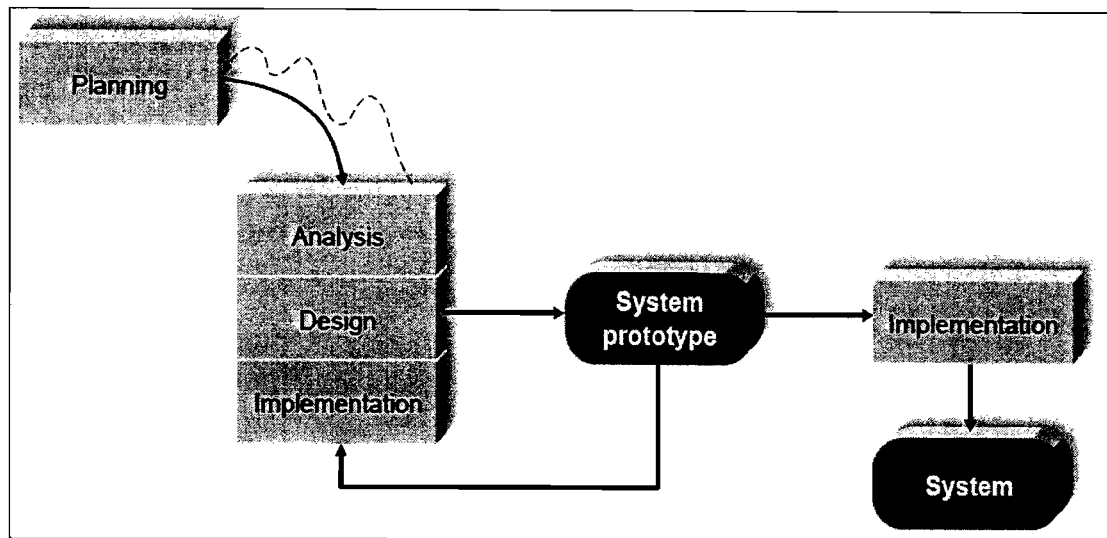 Planning
Analysis
Design
Implementation
System
prototype
Implementation
System